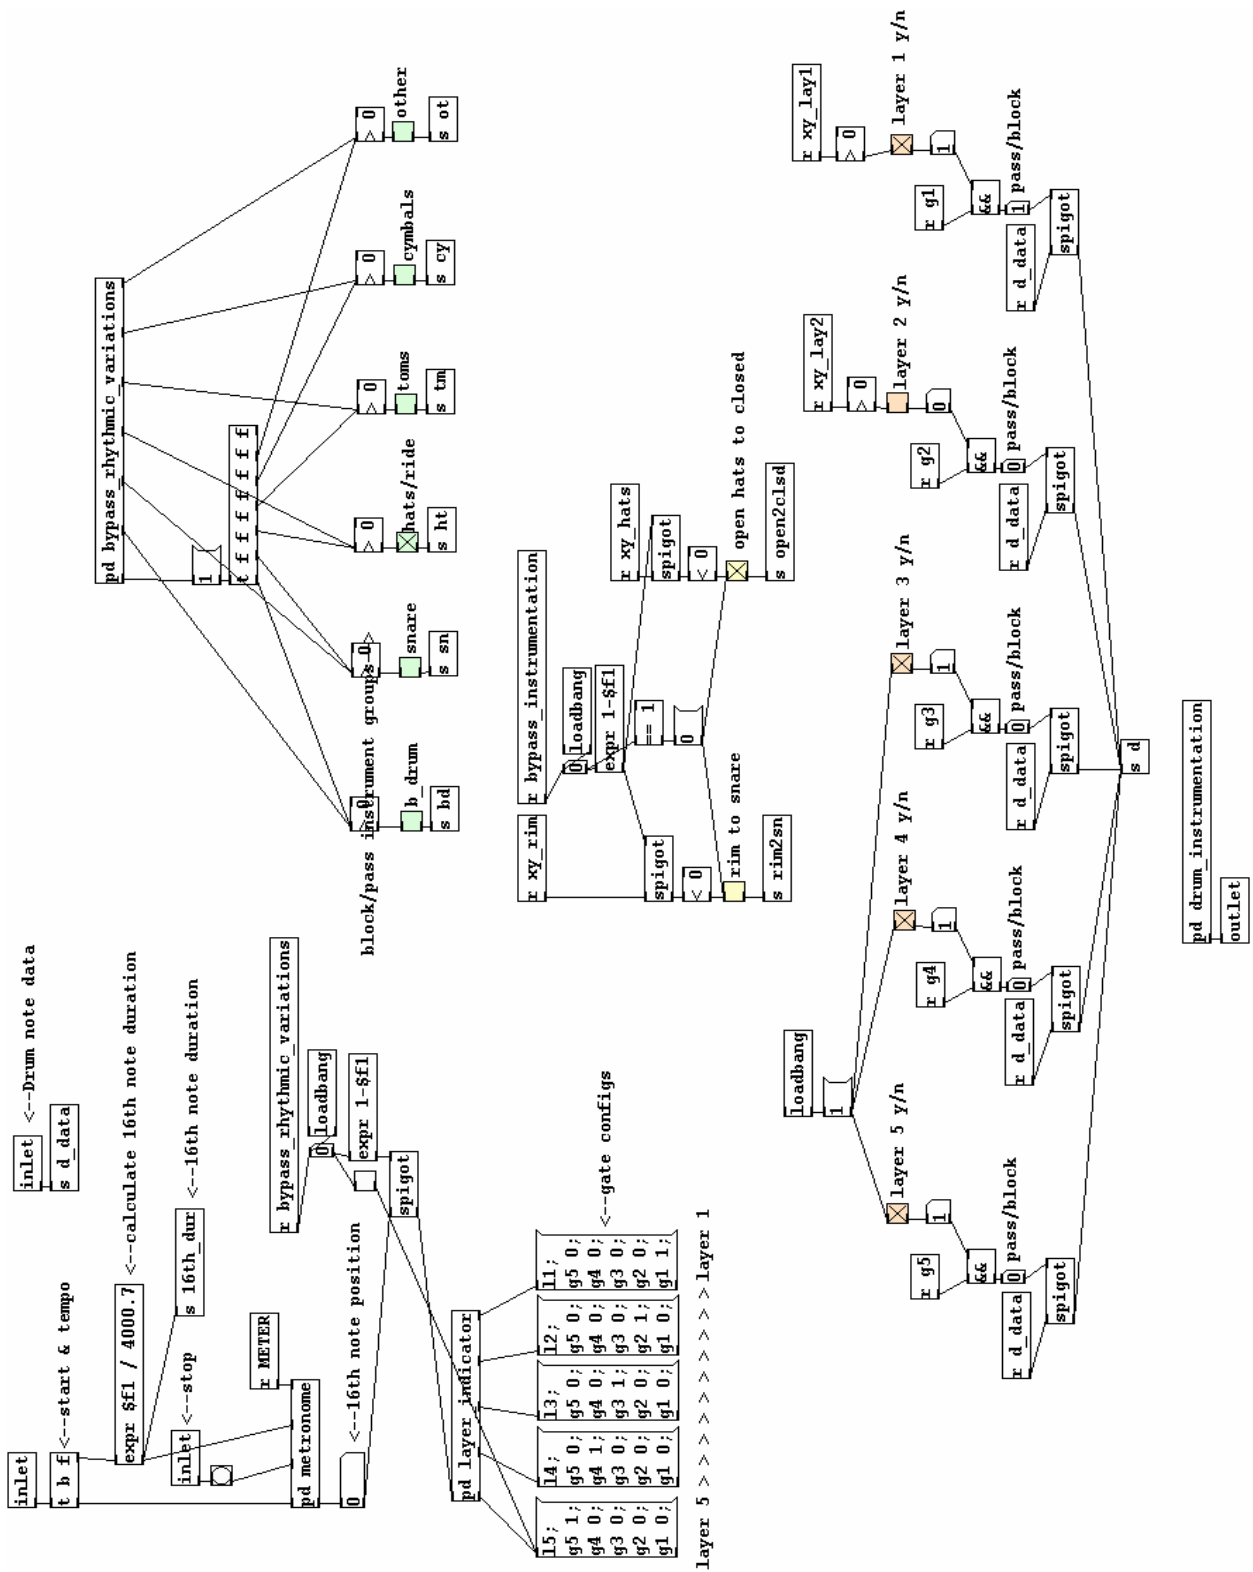 inlet
t b f
<--start & tempo
expr $f1 / 4000.7
<--calculate 16th note duration
s 16th_dur
<--16th note duration
inlet
<--stop
r METER
pd metronome
0
<--16th note position
inlet
<--Drum note data
s d_data
r bypass_rhythmic_variations
0
loadbang
expr 1-$f1
spigot
pd layer_indicator
l5;
g5 1;
g4 0;
g3 0;
g2 0;
g1 0;
l4;
g5 0;
g4 1;
g3 0;
g2 0;
g1 0;
l3;
g5 0;
g4 0;
g3 1;
g2 0;
g1 0;
l2;
g5 0;
g4 0;
g3 0;
g2 1;
g1 0;
l1;
g5 0;
g4 0;
g3 0;
g2 0;
g1 1;
<--gate configs
layer 5 > > > > > > > > > > > layer 1
pd bypass_rhythmic_variations
1
t f f f f f f
block/pass instrument groups-->
> 0
b_drum
s bd
> 0
snare
s sn
> 0
hats/ride
s ht
> 0
toms
s tm
> 0
cymbals
s cy
> 0
other
s ot
r xy_rim
r bypass_instrumentation
0
loadbang
expr 1-$f1
r xy_hats
spigot
spigot
== 1
0
< 0
< 0
rim to snare
open hats to closed
s rim2sn
s open2clsd
loadbang
1
layer 5 y/n
1
r g5
&&
0
pass/block
r d_data
spigot
layer 4 y/n
1
r g4
&&
0
pass/block
r d_data
spigot
layer 3 y/n
1
r g3
&&
0
pass/block
r d_data
spigot
r xy_lay2
> 0
layer 2 y/n
0
r g2
&&
0
pass/block
r d_data
spigot
r xy_lay1
> 0
layer 1 y/n
1
r g1
&&
1
pass/block
r d_data
spigot
s d
pd drum_instrumentation
outlet